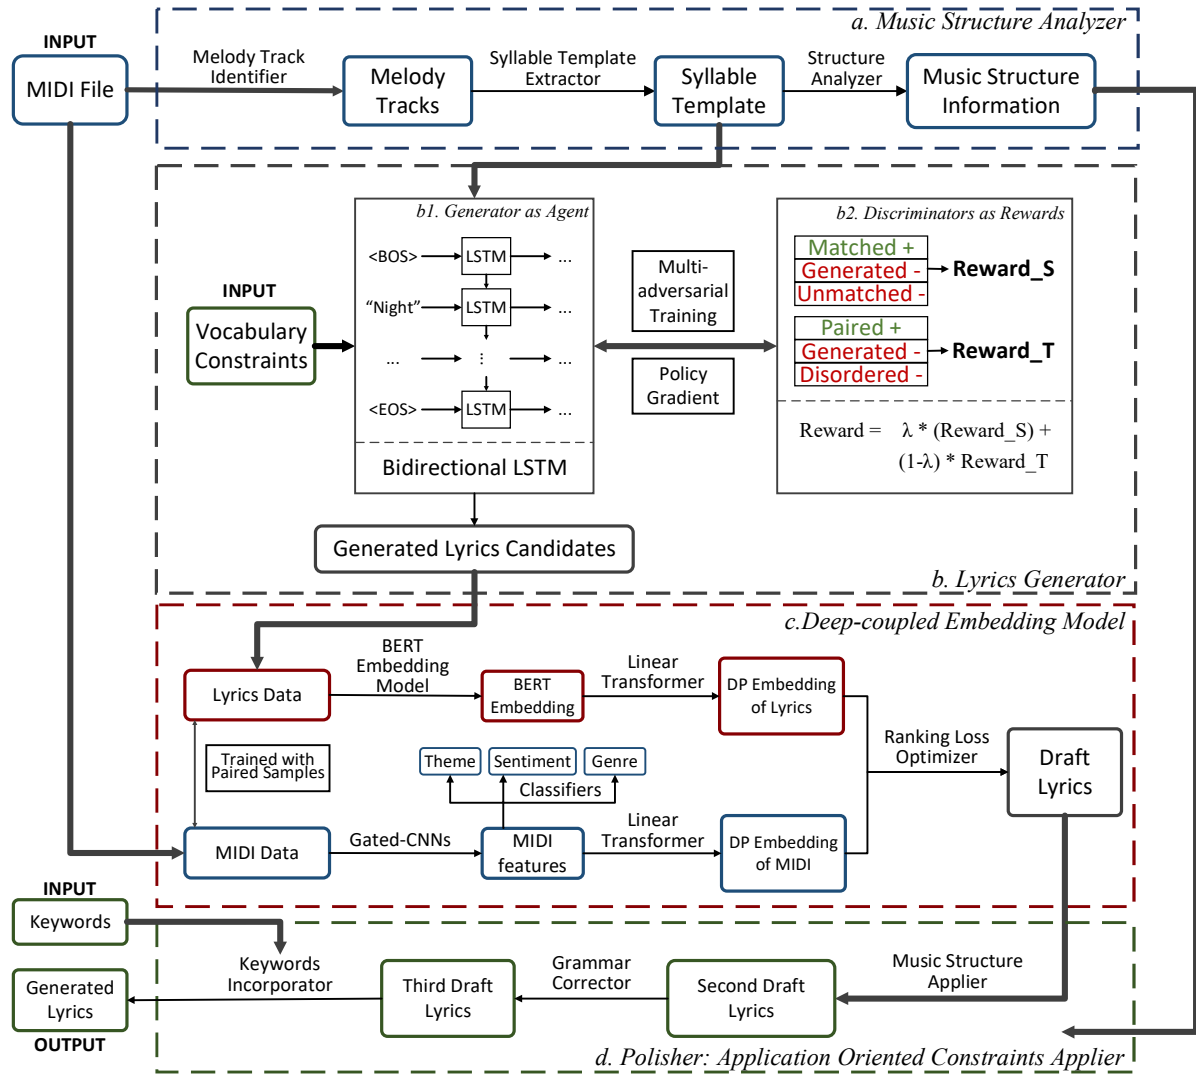 a. Music Structure Analyzer
INPUT
MIDI File
Melody Track
Identifier
Melody
Tracks
Syllable Template
Extractor
Syllable
Template
Structure
Analyzer
Music Structure
Information
b1. Generator as Agent
<BOS>
LSTM
...
“Night”
LSTM
...
...
...
...
<EOS>
LSTM
...
Bidirectional LSTM
INPUT
Vocabulary
Constraints
Multi-
adversarial
Training
Policy
Gradient
b2. Discriminators as Rewards
Matched +
Generated -
Unmatched -
Reward_S
Paired +
Generated -
Disordered -
Reward_T
Reward = λ * (Reward_S) +
(1-λ) * Reward_T
Generated Lyrics Candidates
b. Lyrics Generator
c.Deep-coupled Embedding Model
Lyrics Data
BERT
Embedding
Model
BERT
Embedding
Linear
Transformer
DP Embedding
of Lyrics
Trained with
Paired Samples
Theme
Sentiment
Genre
Classifiers
Ranking Loss
Optimizer
Draft
Lyrics
MIDI Data
Gated-CNNs
MIDI
features
Linear
Transformer
DP Embedding
of MIDI
INPUT
Keywords
Keywords
Incorporator
Generated
Lyrics
OUTPUT
Third Draft
Lyrics
Grammar
Corrector
Second Draft
Lyrics
Music Structure
Applier
d. Polisher: Application Oriented Constraints Applier